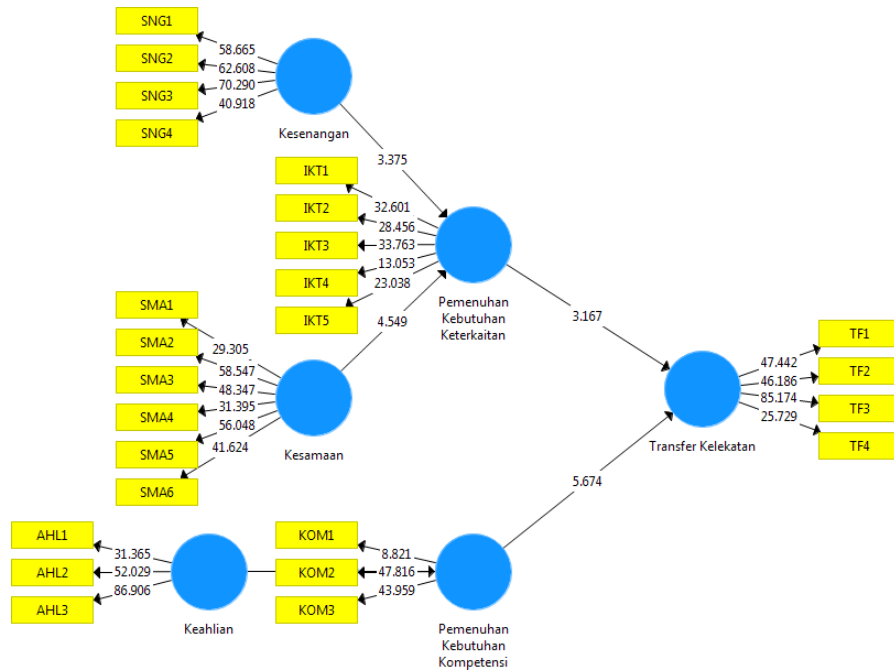 SNG1
SNG2
SNG3
SNG4
58.665
62.608
70.290
40.918
Kesenangan
3.375
IKT1
IKT2
IKT3
IKT4
IKT5
32.601
28.456
33.763
13.053
23.038
Pemenuhan
Kebutuhan
Keterkaitan
4.549
SMA1
SMA2
SMA3
SMA4
SMA5
SMA6
29.305
58.547
48.347
31.395
56.048
41.624
Kesamaan
3.167
TF1
TF2
TF3
TF4
47.442
46.186
85.174
25.729
Transfer Kelekatan
5.674
AHL1
AHL2
AHL3
31.365
52.029
86.906
Keahlian
KOM1
KOM2
KOM3
8.821
47.816
43.959
Pemenuhan
Kebutuhan
Kompetensi